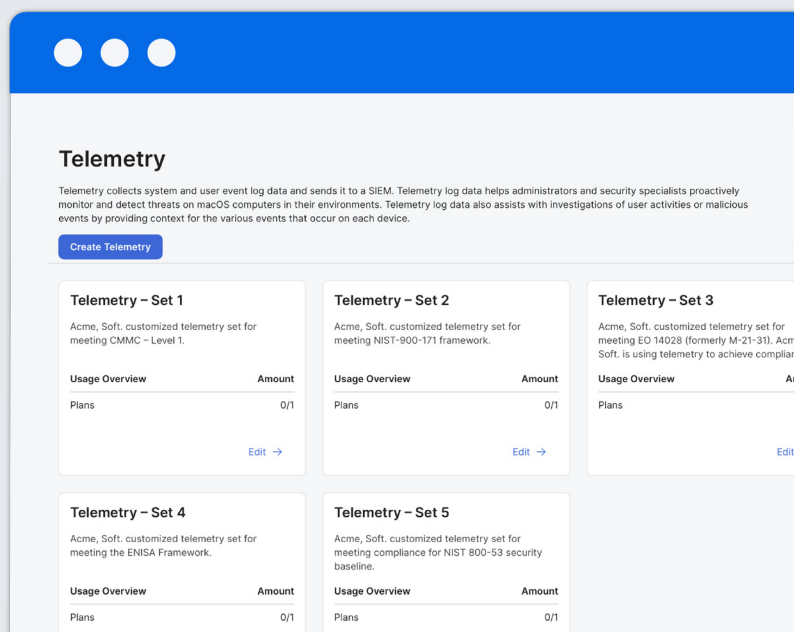 Telemetry
Telemetry collects system and user event log data and sends it to a SIEM. Telemetry log data helps administrators and security specialists proactively
monitor and detect threats on macOS computers in their environments. Telemetry log data also assists with investigations of user activities or malicious
events by providing context for the various events that occur on each device.
Create Telemetry
Telemetry – Set 1
Acme, Soft. customized telemetry set for
meeting CMMC – Level 1.
Usage Overview Amount
Plans 0/1
Edit →
Telemetry – Set 2
Acme, Soft. customized telemetry set for
meeting NIST-900-171 framework.
Usage Overview Amount
Plans 0/1
Edit →
Telemetry – Set 3
Acme, Soft. customized telemetry set for
meeting EO 14028 (formerly M-21-31). Acm
Soft. is using telemetry to achieve complian
Usage Overview A
Plans
Edit
Telemetry – Set 4
Acme, Soft. customized telemetry set for
meeting the ENISA Framework.
Usage Overview Amount
Plans 0/1
Telemetry – Set 5
Acme, Soft. customized telemetry set for
meeting compliance for NIST 800-53 security
baseline.
Usage Overview Amount
Plans 0/1